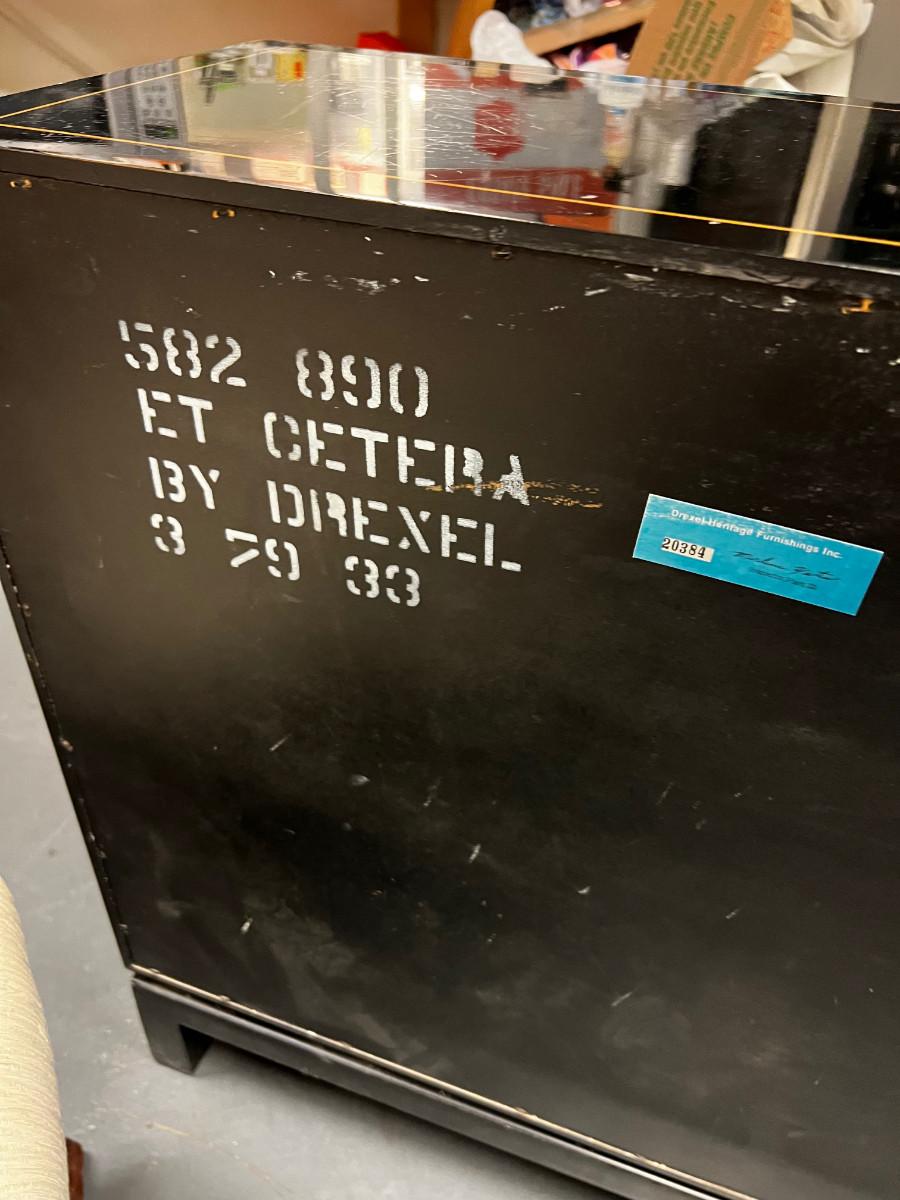 582 890
ET CETERA
BY DREXEL
3 79 33
Drexel Heritage Furnishings Inc.
20384